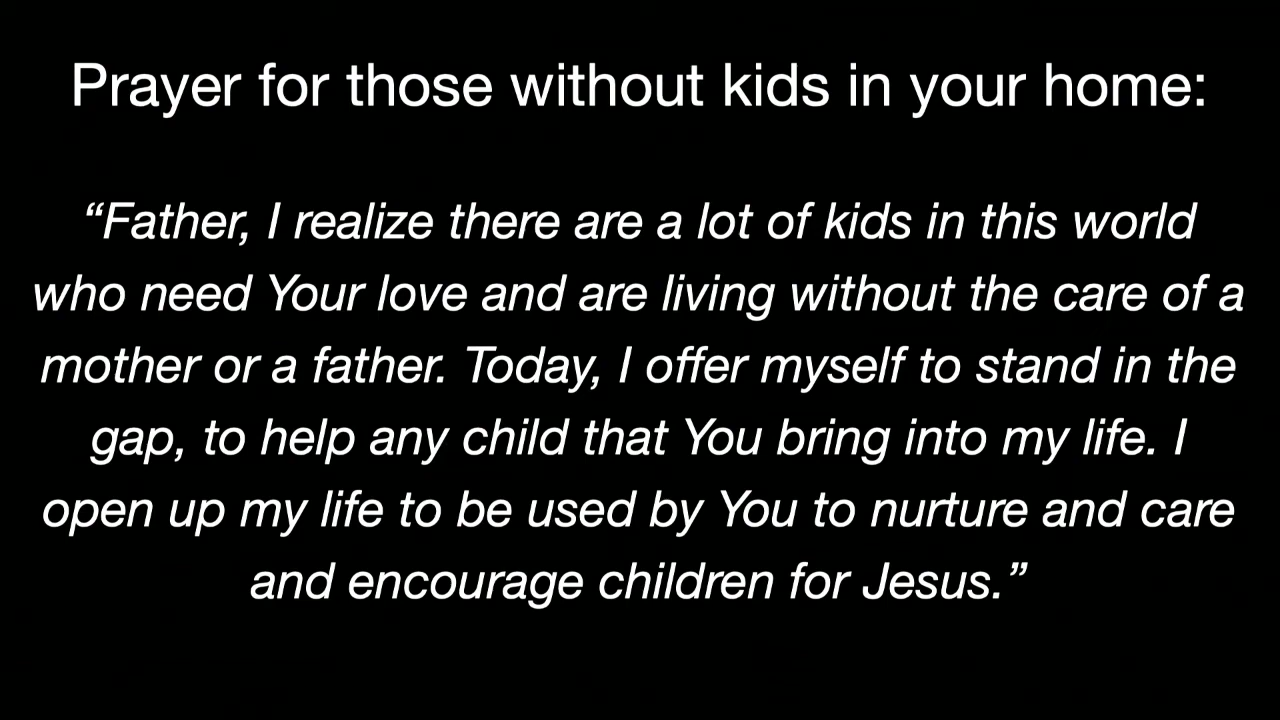 Prayer for those without kids in your home:
“Father, I realize there are a lot of kids in this world
who need Your love and are living without the care of a
mother or a father. Today, I offer myself to stand in the
gap, to help any child that You bring into my life. I
open up my life to be used by You to nurture and care
and encourage children for Jesus.”